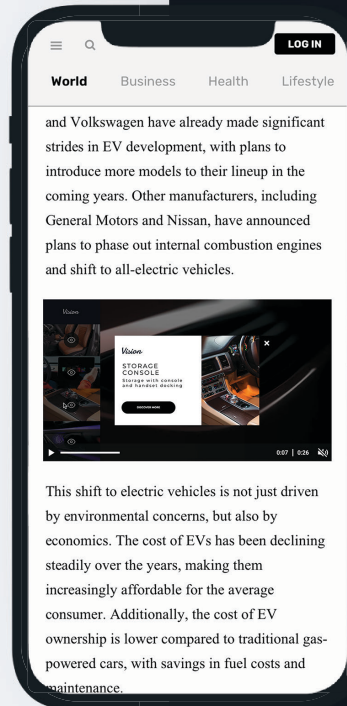 LOG IN
World Business Health Lifestyle
and Volkswagen have already made significant
strides in EV development, with plans to
introduce more models to their lineup in the
coming years. Other manufacturers, including
General Motors and Nissan, have announced
plans to phase out internal combustion engines
and shift to all-electric vehicles.
Vision
Vision
STORAGE
CONSOLE
Storage with console
and handset docking
DISCOVER MORE
0:07 | 0:26
This shift to electric vehicles is not just driven
by environmental concerns, but also by
economics. The cost of EVs has been declining
steadily over the years, making them
increasingly affordable for the average
consumer. Additionally, the cost of EV
ownership is lower compared to traditional gas-
powered cars, with savings in fuel costs and
maintenance.